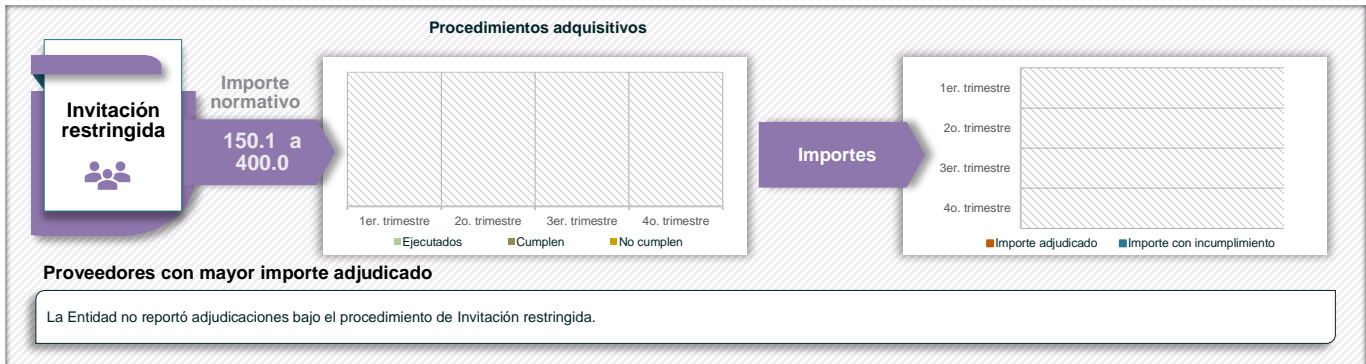 Procedimientos adquisitivos
Invitación
restringida
Importe
normativo
150.1 a
400.0
1er. trimestre 2o. trimestre 3er. trimestre 4o. trimestre
Ejecutados Cumplen No cumplen
Importes
1er. trimestre
2o. trimestre
3er. trimestre
4o. trimestre
Importe adjudicado Importe con incumplimiento
Proveedores con mayor importe adjudicado
La Entidad no reportó adjudicaciones bajo el procedimiento de Invitación restringida.